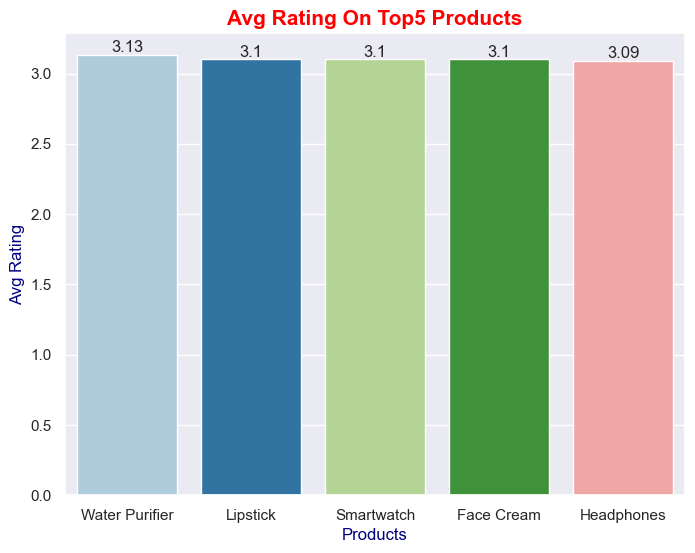 Avg Rating On Top5 Products
3.13
3.1
3.1
3.1
3.09
3.0
2.5
2.0
1.5
1.0
0.5
0.0
Avg Rating
Water Purifier
Lipstick
Smartwatch
Face Cream
Headphones
Products